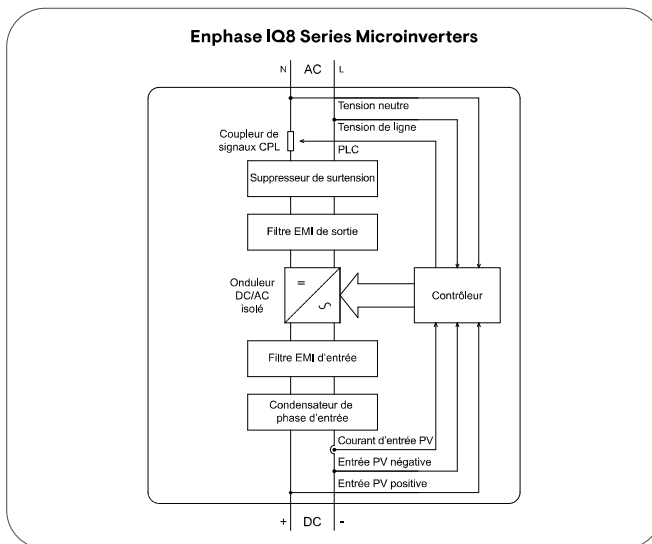 Enphase IQ8 Series Microinverters
N AC L
Tension neutre
Tension de ligne
Coupleur de
signaux CPL
PLC
Suppresseur de surtension
Filtre EMI de sortie
Onduleur
DC/AC
isolé
=
∿
Contrôleur
Filtre EMI d'entrée
Condensateur de
phase d'entrée
Courant d'entrée PV
Entrée PV négative
Entrée PV positive
+ DC -